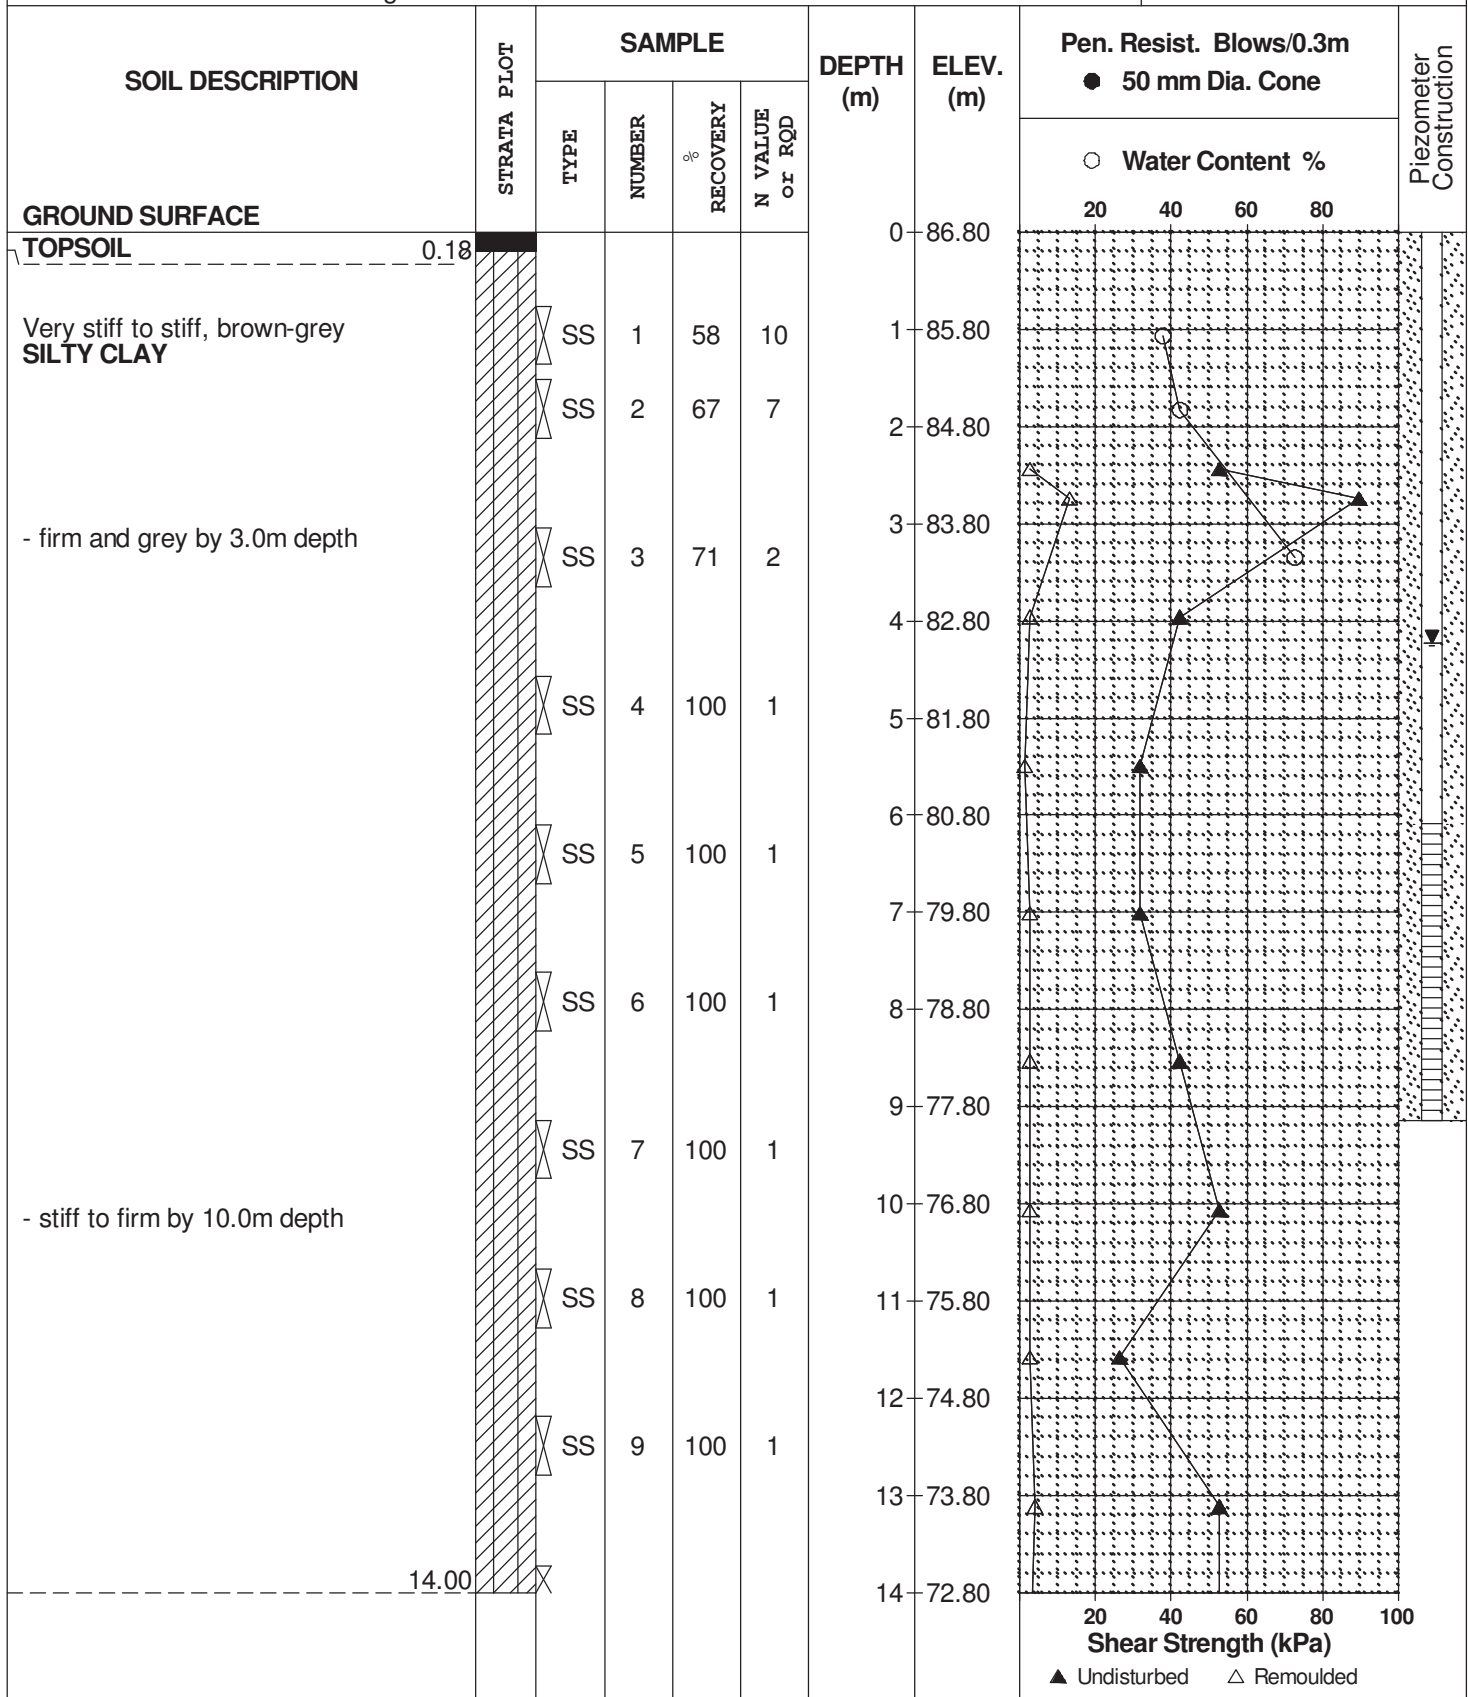 SOIL DESCRIPTION
GROUND SURFACE
STRATA PLOT
SAMPLE
TYPE
NUMBER
%
RECOVERY
N VALUE
or RQD
DEPTH
(m)
ELEV.
(m)
Pen. Resist. Blows/0.3m
● 50 mm Dia. Cone
○ Water Content %
20 40 60 80
Piezometer
Construction
0 86.80
TOPSOIL 0.18
Very stiff to stiff, brown-grey
SILTY CLAY
SS 1 58 10
1 85.80
SS 2 67 7
2 84.80
- firm and grey by 3.0m depth
3 83.80
SS 3 71 2
4 82.80
SS 4 100 1
5 81.80
6 80.80
SS 5 100 1
7 79.80
SS 6 100 1
8 78.80
9 77.80
SS 7 100 1
- stiff to firm by 10.0m depth
10 76.80
SS 8 100 1
11 75.80
12 74.80
SS 9 100 1
13 73.80
14.00
14 72.80
20 40 60 80 100
Shear Strength (kPa)
▲ Undisturbed △ Remoulded